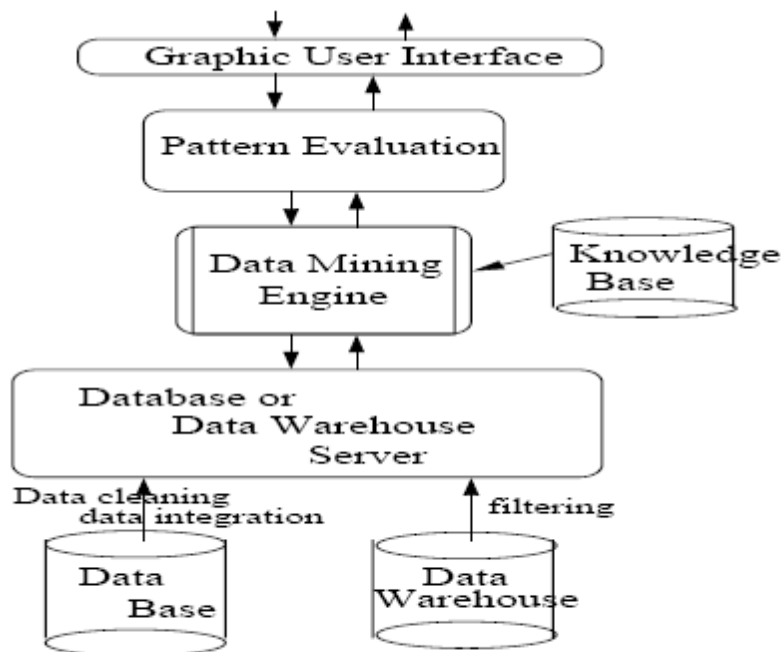 Graphic User Interface
Pattern Evaluation
Data Mining
Engine
Knowledge
Base
Database or
Data Warehouse
Server
Data cleaning
data integration
filtering
Data
Base
Data
Warehouse